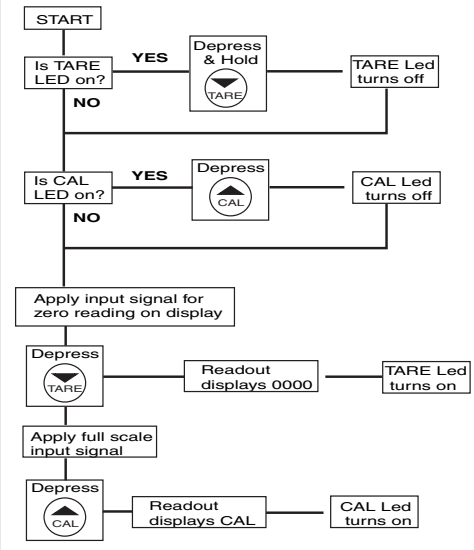 START
Is TARE
LED on?
YES
Depress
& Hold
TARE
TARE Led
turns off
NO
Is CAL
LED on?
YES
Depress
CAL
CAL Led
turns off
NO
Apply input signal for
zero reading on display
Depress
TARE
Readout
displays 0000
TARE Led
turns on
Apply full scale
input signal
Depress
CAL
Readout
displays CAL
CAL Led
turns on